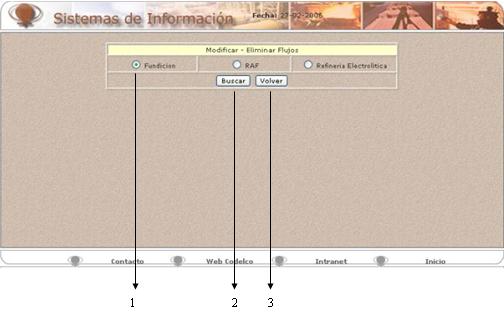 Sistemas de Información
Fecha: 27-02-2006
Modificar - Eliminar Flujos
Fundicion RAF Refineria Electrolitica
Buscar Volver
Contacto Web Codelco Intranet Inicio
1 2 3